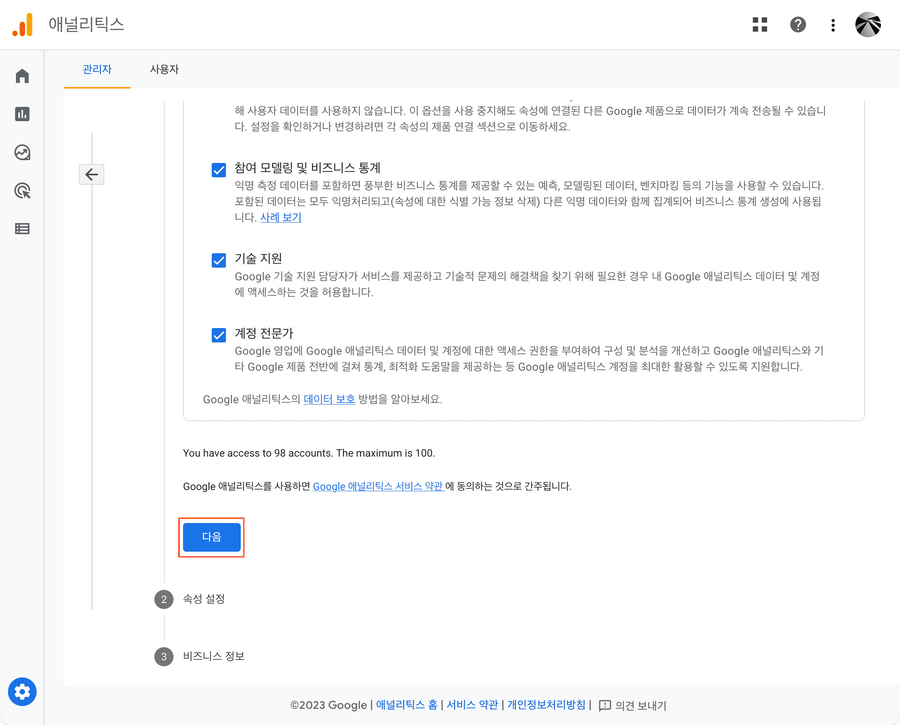 애널리틱스
관리자
사용자
해 사용자 데이터를 사용하지 않습니다. 이 옵션을 사용 중지해도 속성에 연결된 다른 Google 제품으로 데이터가 계속 전송될 수 있습니
다. 설정을 확인하거나 변경하려면 각 속성의 제품 연결 섹션으로 이동하세요.
참여 모델링 및 비즈니스 통계
익명 측정 데이터를 포함하면 풍부한 비즈니스 통계를 제공할 수 있는 예측, 모델링된 데이터, 벤치마킹 등의 기능을 사용할 수 있습니다.
포함된 데이터는 모두 익명처리되고(속성에 대한 식별 가능 정보 삭제) 다른 익명 데이터와 함께 집계되어 비즈니스 통계 생성에 사용됩
니다. 사례 보기
기술 지원
Google 기술 지원 담당자가 서비스를 제공하고 기술적 문제의 해결책을 찾기 위해 필요한 경우 내 Google 애널리틱스 데이터 및 계정
에 액세스하는 것을 허용합니다.
계정 전문가
Google 영업에 Google 애널리틱스 데이터 및 계정에 대한 액세스 권한을 부여하여 구성 및 분석을 개선하고 Google 애널리틱스와 기
타 Google 제품 전반에 걸쳐 통계, 최적화 도움말을 제공하는 등 Google 애널리틱스 계정을 최대한 활용할 수 있도록 지원합니다.
Google 애널리틱스의 데이터 보호 방법을 알아보세요.
You have access to 98 accounts. The maximum is 100.
Google 애널리틱스를 사용하면 Google 애널리틱스 서비스 약관에 동의하는 것으로 간주됩니다.
다음
2 속성 설정
3 비즈니스 정보
©2023 Google | 애널리틱스 홈 | 서비스 약관 | 개인정보처리방침 | 의견 보내기